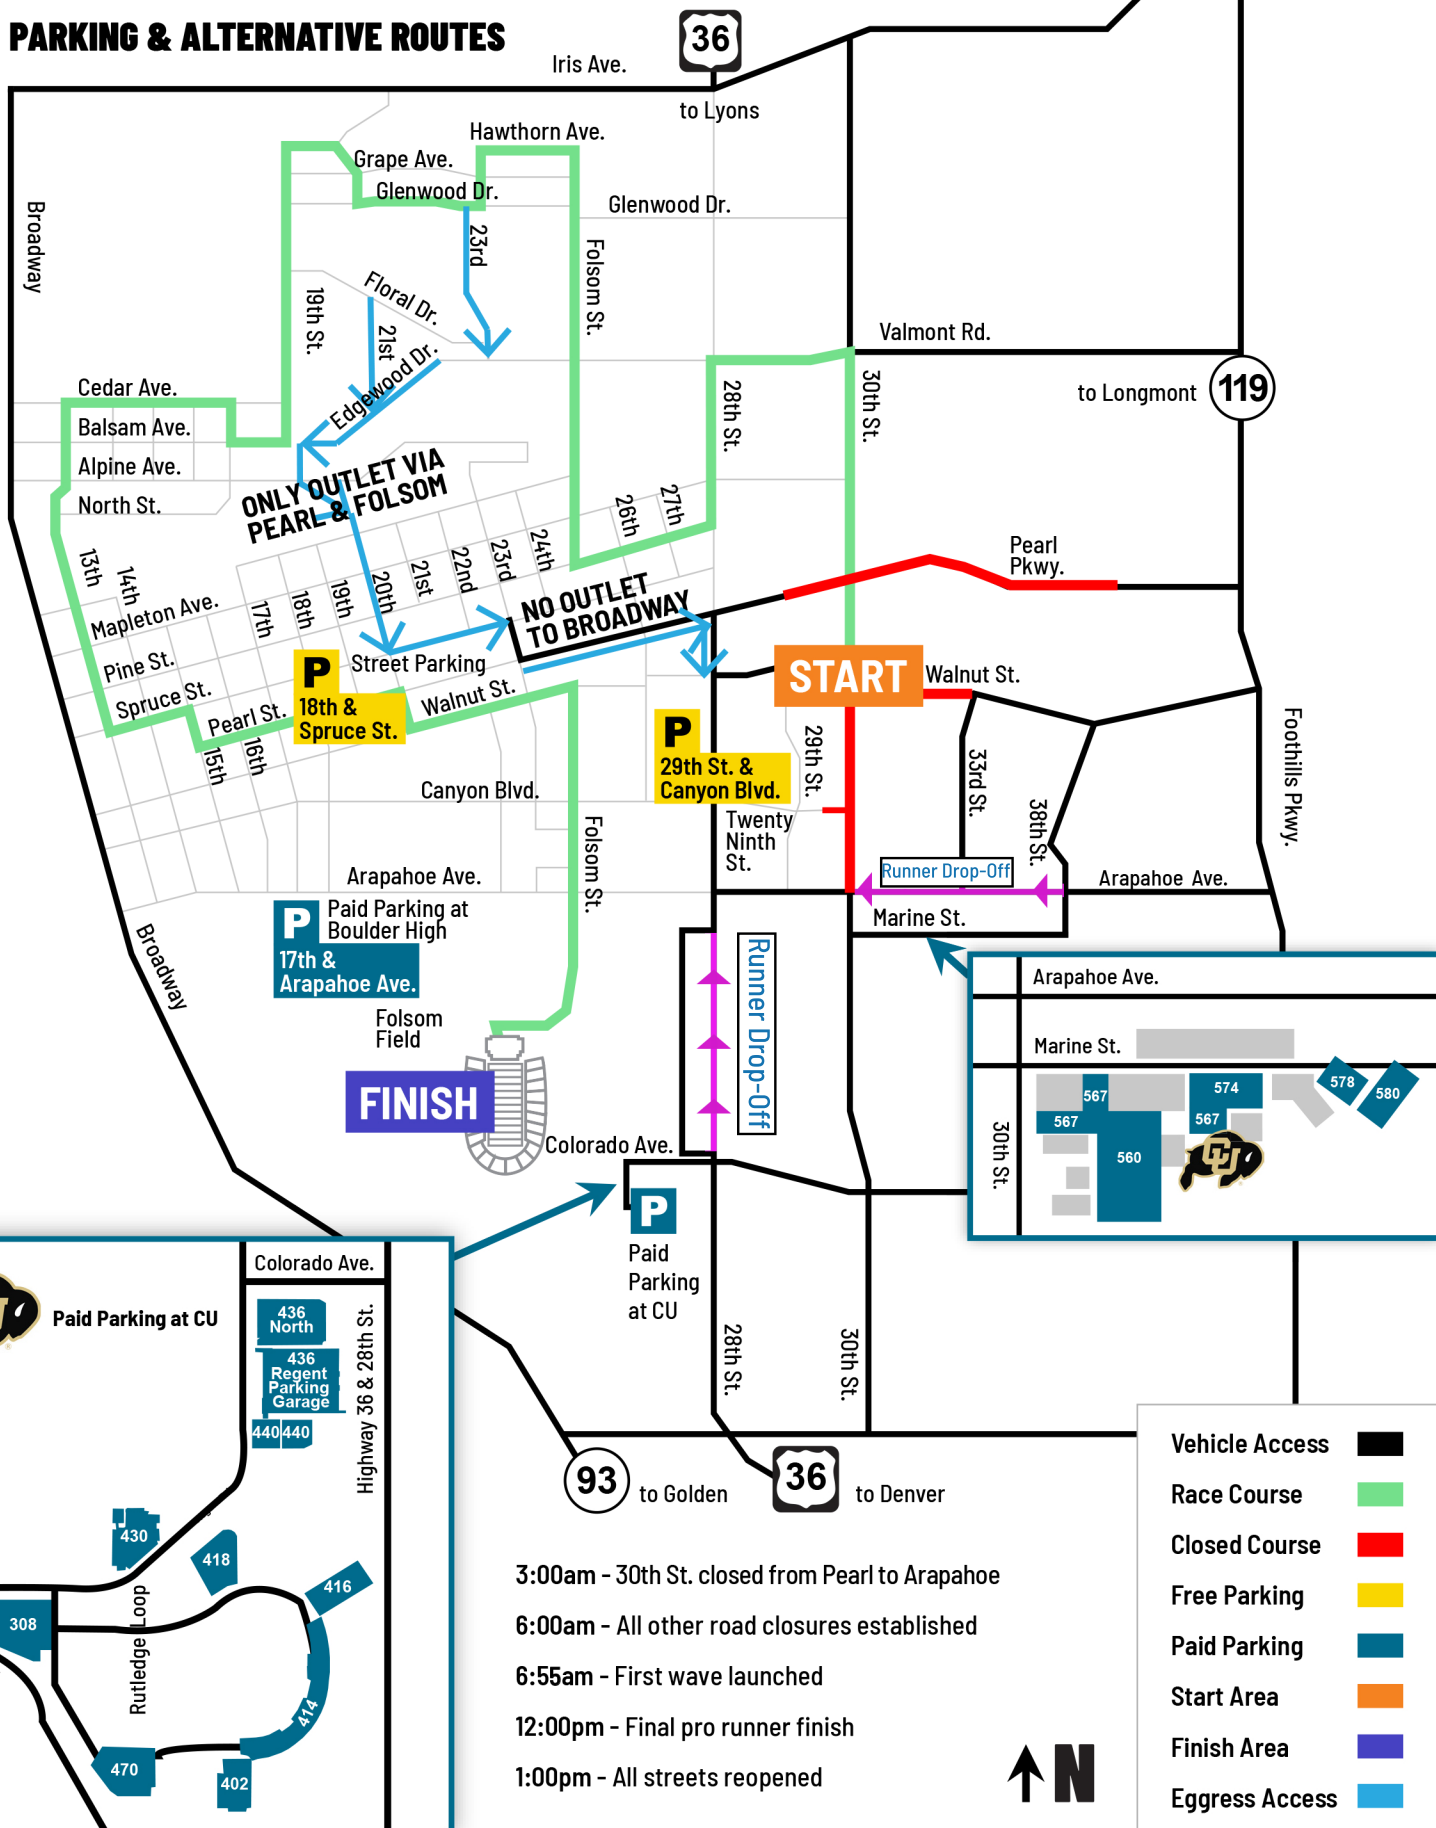 PARKING & ALTERNATIVE ROUTES
36
Iris Ave.
to Lyons
Hawthorn Ave.
Grape Ave.
Glenwood Dr.
Glenwood Dr.
Broadway
23rd
Folsom St.
Floral Dr.
19th St.
21st
Edgewood Dr.
Valmont Rd.
to Longmont
119
Cedar Ave.
Balsam Ave.
Alpine Ave.
North St.
28th St.
30th St.
ONLY OUTLET VIA
PEARL & FOLSOM
26th
27th
13th
14th
Mapleton Ave.
17th
18th
19th
20th
21st
22nd
23rd
24th
Pearl
Pkwy.
NO OUTLET
TO BROADWAY
Pine St.
Spruce St.
Pearl St.
15th
16th
P
18th &
Spruce St.
Street Parking
Walnut St.
START
Walnut St.
P
29th St. &
Canyon Blvd.
29th St.
33rd St.
38th St.
Foothills Pkwy.
Canyon Blvd.
Twenty
Ninth
St.
Folsom St.
Arapahoe Ave.
Runner Drop-Off
Arapahoe Ave.
Marine St.
P
Paid Parking at
Boulder High
17th &
Arapahoe Ave.
Broadway
Folsom
Field
FINISH
Runner Drop-Off
Colorado Ave.
P
Paid
Parking
at CU
Arapahoe Ave.
Marine St.
30th St.
567
567
574
567
578
580
560
CU
Colorado Ave.
Paid Parking at CU
436
North
436
Regent
Parking
Garage
440
440
Highway 36 & 28th St.
430
418
416
308
Rutledge Loop
414
470
402
28th St.
30th St.
93
to Golden
36
to Denver
3:00am - 30th St. closed from Pearl to Arapahoe
6:00am - All other road closures established
6:55am - First wave launched
12:00pm - Final pro runner finish
1:00pm - All streets reopened
N
Vehicle Access
Race Course
Closed Course
Free Parking
Paid Parking
Start Area
Finish Area
Eggress Access